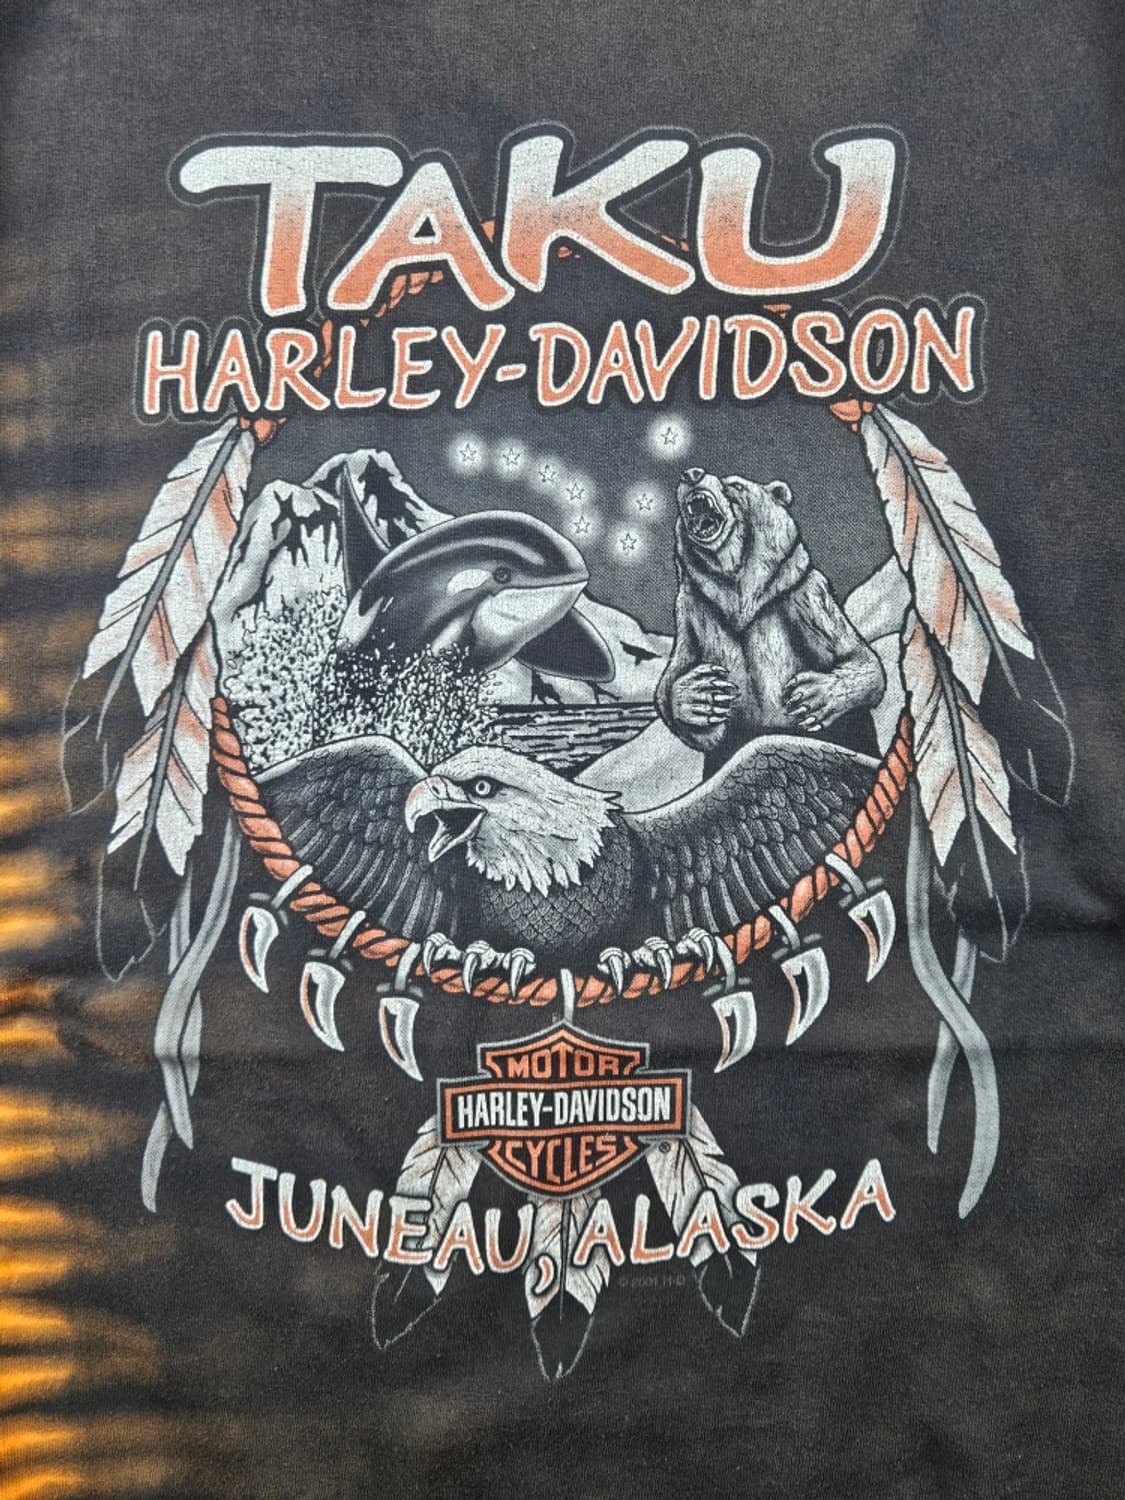 TAKU
HARLEY-DAVIDSON
MOTOR
HARLEY-DAVIDSON
CYCLES
®
JUNEAU, ALASKA